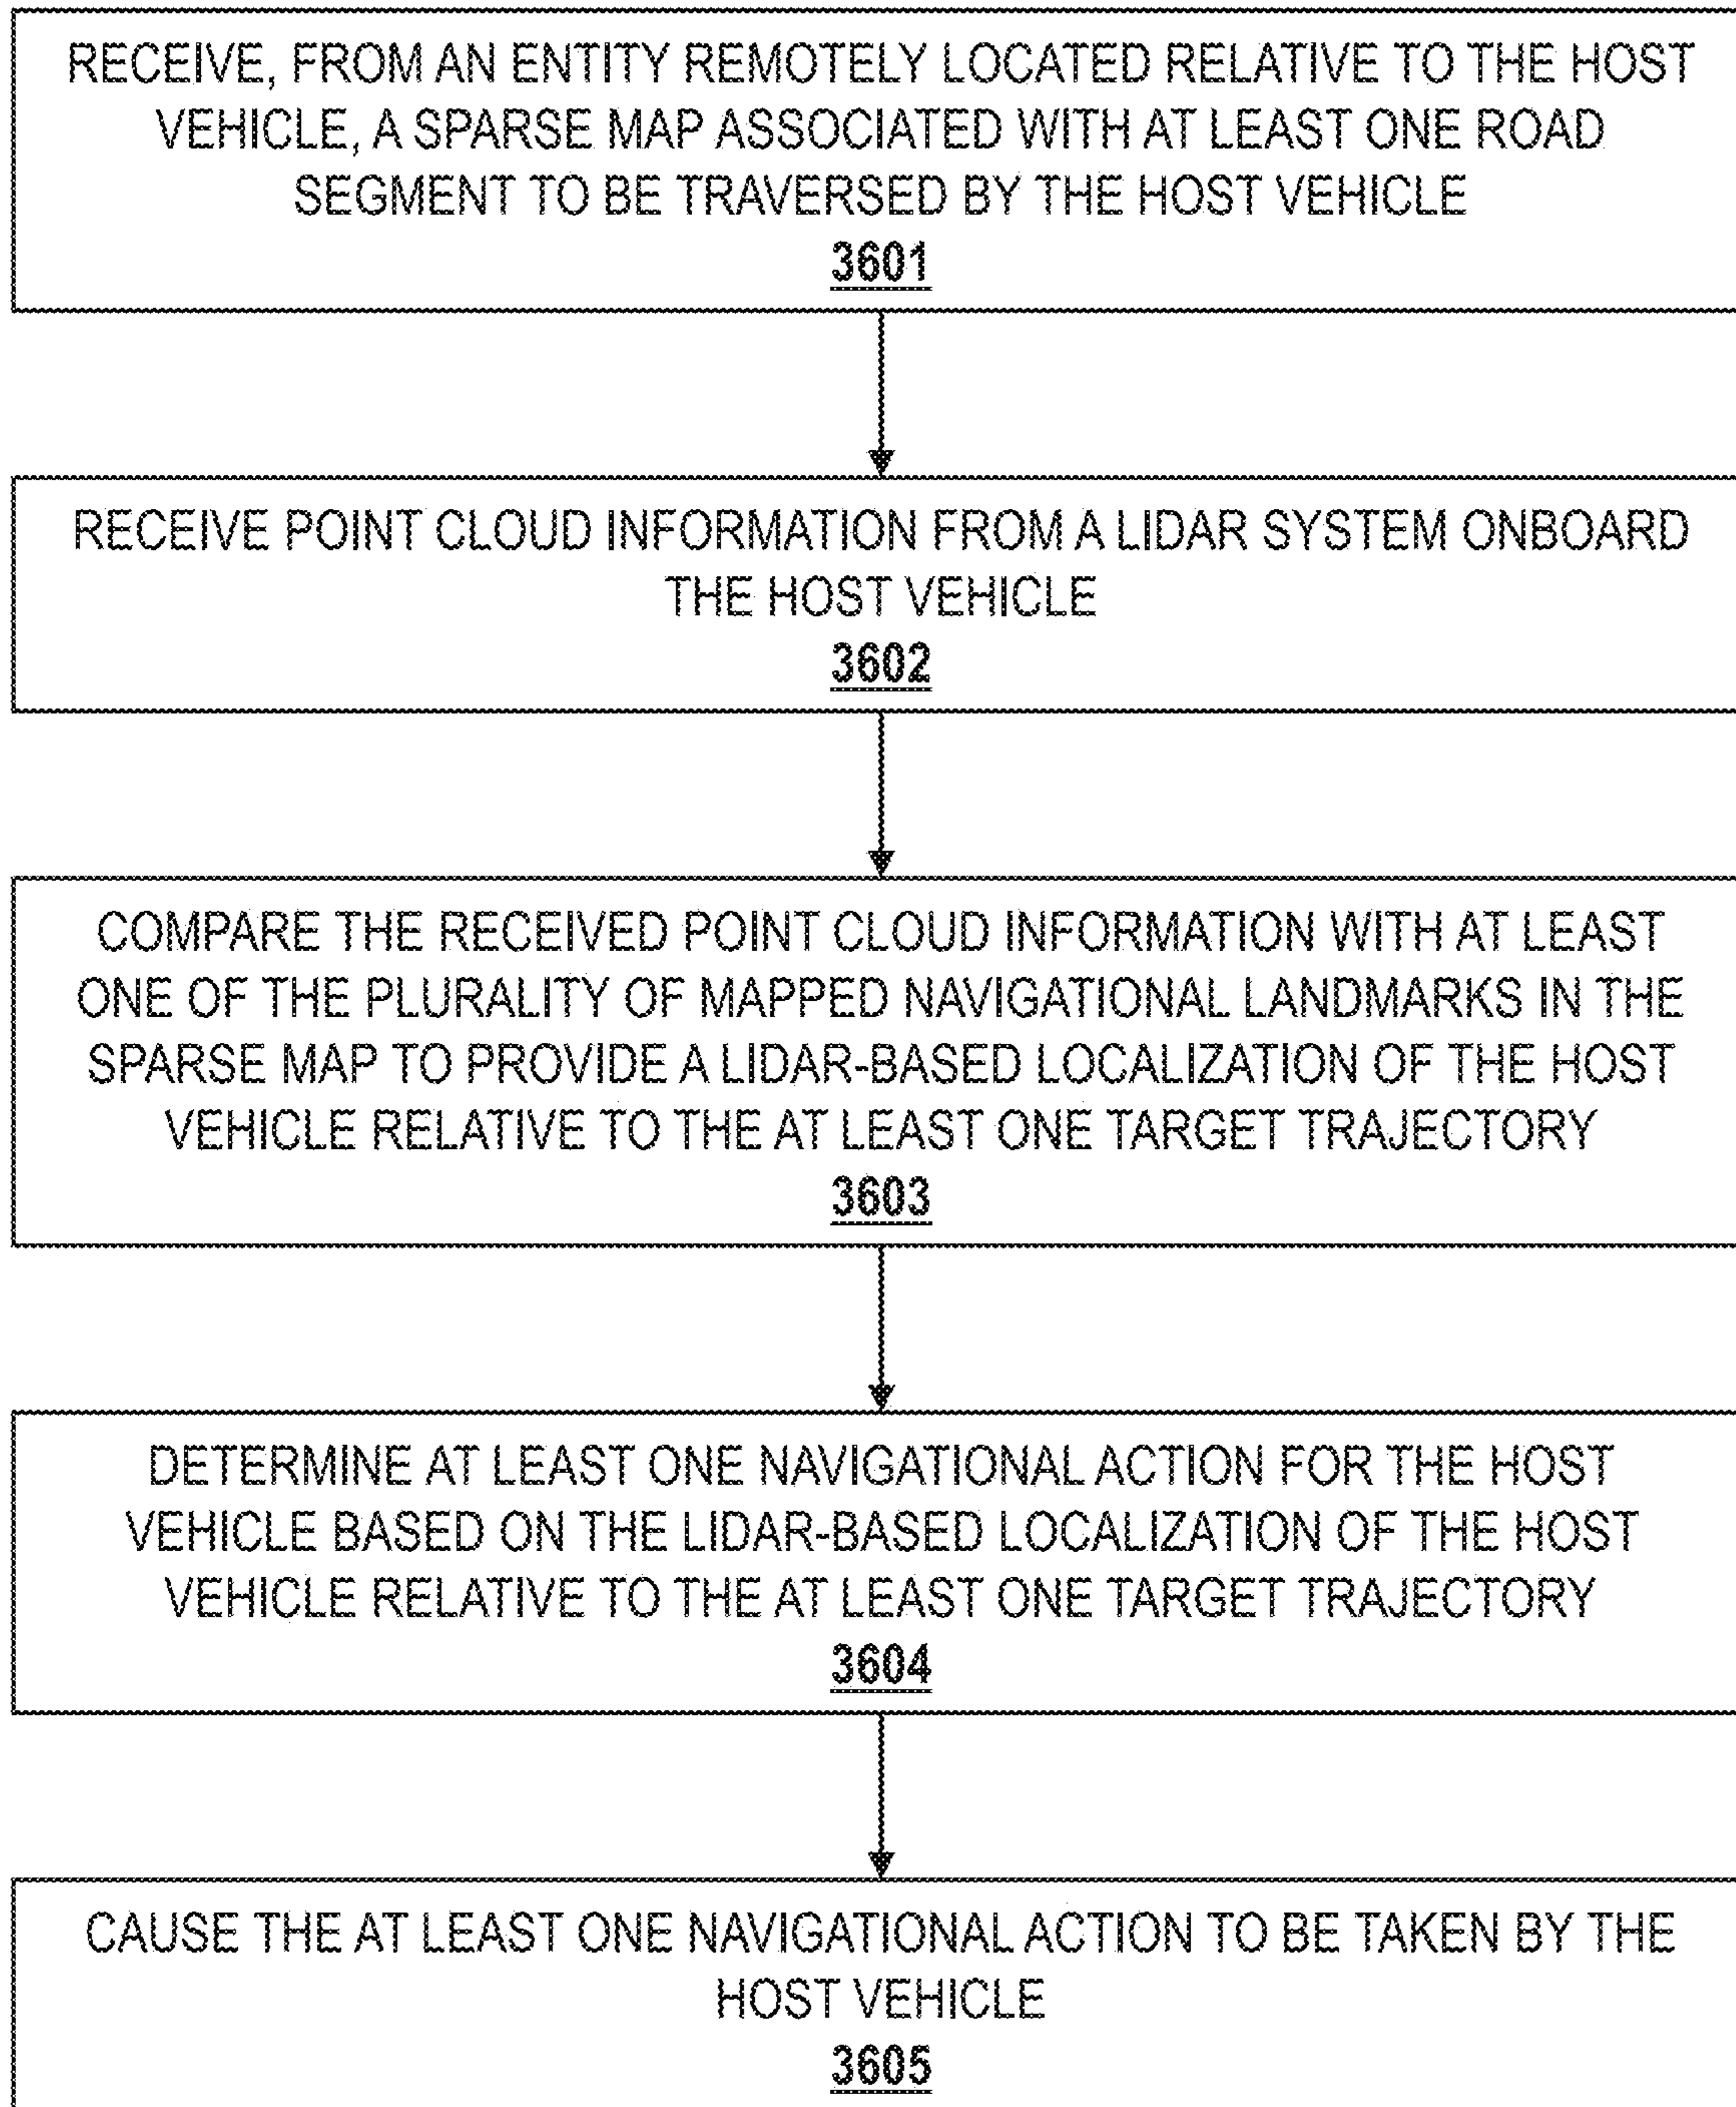 RECEIVE, FROM AN ENTITY REMOTELY LOCATED RELATIVE TO THE HOST
VEHICLE, A SPARSE MAP ASSOCIATED WITH AT LEAST ONE ROAD
SEGMENT TO BE TRAVERSED BY THE HOST VEHICLE
3601
RECEIVE POINT CLOUD INFORMATION FROM A LIDAR SYSTEM ONBOARD
THE HOST VEHICLE
3602
COMPARE THE RECEIVED POINT CLOUD INFORMATION WITH AT LEAST
ONE OF THE PLURALITY OF MAPPED NAVIGATIONAL LANDMARKS IN THE
SPARSE MAP TO PROVIDE A LIDAR-BASED LOCALIZATION OF THE HOST
VEHICLE RELATIVE TO THE AT LEAST ONE TARGET TRAJECTORY
3603
DETERMINE AT LEAST ONE NAVIGATIONAL ACTION FOR THE HOST
VEHICLE BASED ON THE LIDAR-BASED LOCALIZATION OF THE HOST
VEHICLE RELATIVE TO THE AT LEAST ONE TARGET TRAJECTORY
3604
CAUSE THE AT LEAST ONE NAVIGATIONAL ACTION TO BE TAKEN BY THE
HOST VEHICLE
3605